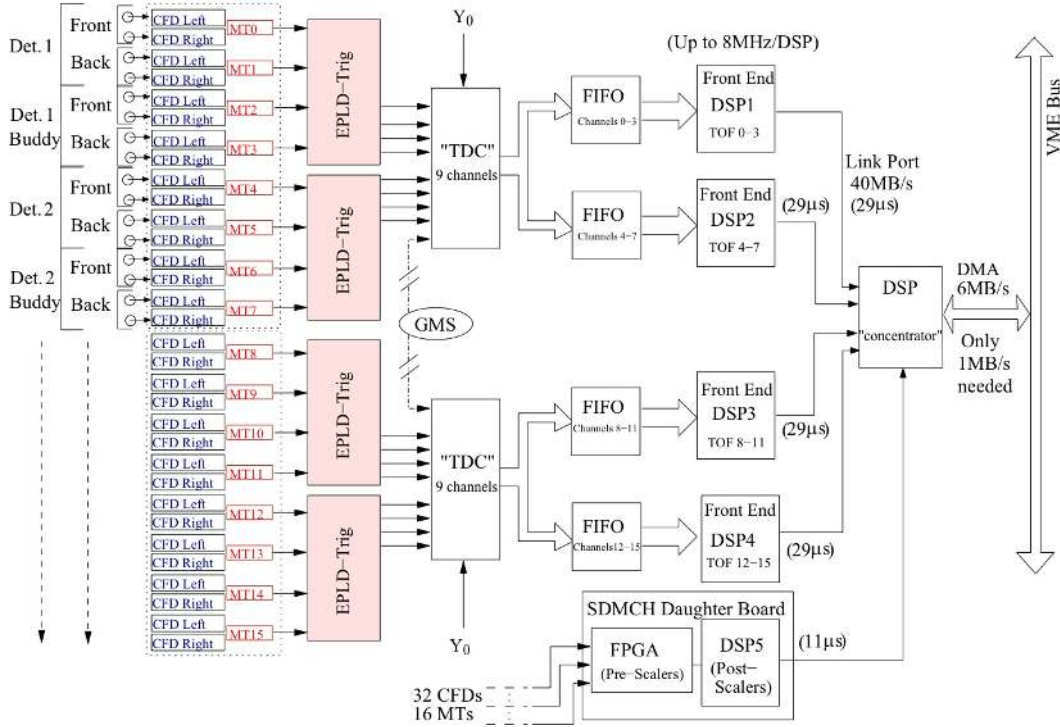 Det. 1
Front
Back
Det. 1
Buddy
Front
Back
Det. 2
Front
Back
Det. 2
Buddy
Front
Back
CFD Left
CFD Right
MT0
CFD Left
CFD Right
MT1
CFD Left
CFD Right
MT2
CFD Left
CFD Right
MT3
CFD Left
CFD Right
MT4
CFD Left
CFD Right
MT5
CFD Left
CFD Right
MT6
CFD Left
CFD Right
MT7
CFD Left
CFD Right
MT8
CFD Left
CFD Right
MT9
CFD Left
CFD Right
MT10
CFD Left
CFD Right
MT11
CFD Left
CFD Right
MT12
CFD Left
CFD Right
MT13
CFD Left
CFD Right
MT14
CFD Left
CFD Right
MT15
EPLD−Trig
EPLD−Trig
EPLD−Trig
EPLD−Trig
Y0
"TDC"
9 channels
GMS
"TDC"
9 channels
Y0
FIFO
Channels 0−3
FIFO
Channels 4−7
FIFO
Channels 8−11
FIFO
Channels12−15
(Up to 8MHz/DSP)
Front End
DSP1
TOF 0−3
Front End
DSP2
TOF 4−7
(29µs)
Front End
DSP3
TOF 8−11
(29µs)
Front End
DSP4
TOF 12−15
(29µs)
Link Port
40MB/s
(29µs)
DSP
"concentrator"
DMA
6MB/s
Only
1MB/s
needed
VME Bus
SDMCH Daughter Board
FPGA
(Pre−Scalers)
DSP5
(Post−
Scalers)
(11µs)
32 CFDs
16 MTs